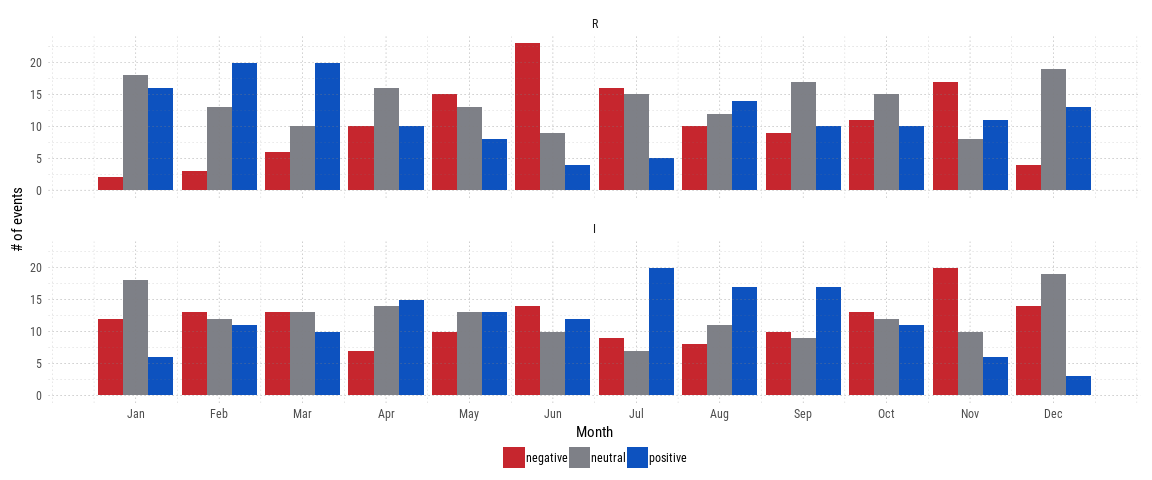 R
20
15
10
5
0
# of events
I
20
15
10
5
0
Jan Feb Mar Apr May Jun Jul Aug Sep Oct Nov Dec
Month
negative neutral positive